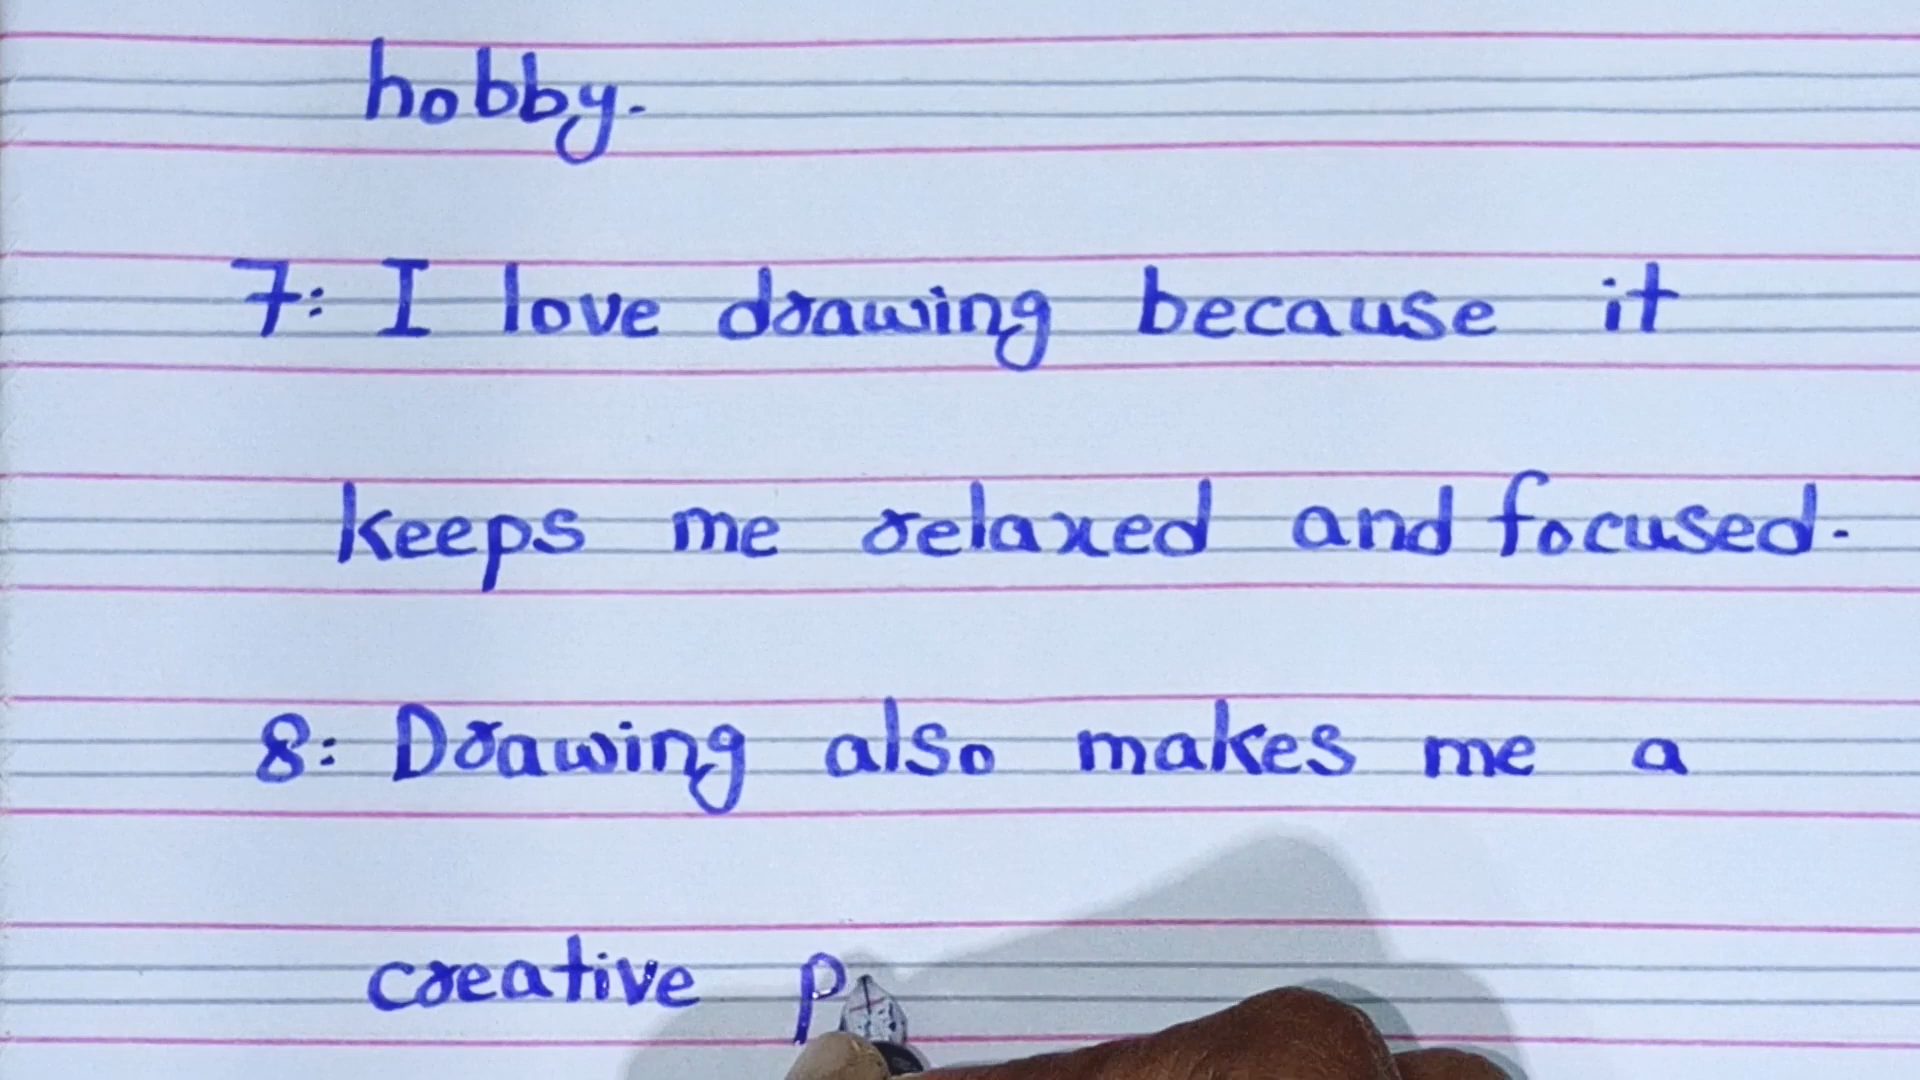 hobby.
7: I love drawing because it
keeps me relaxed and focused.
8: Drawing also makes me a
creative p